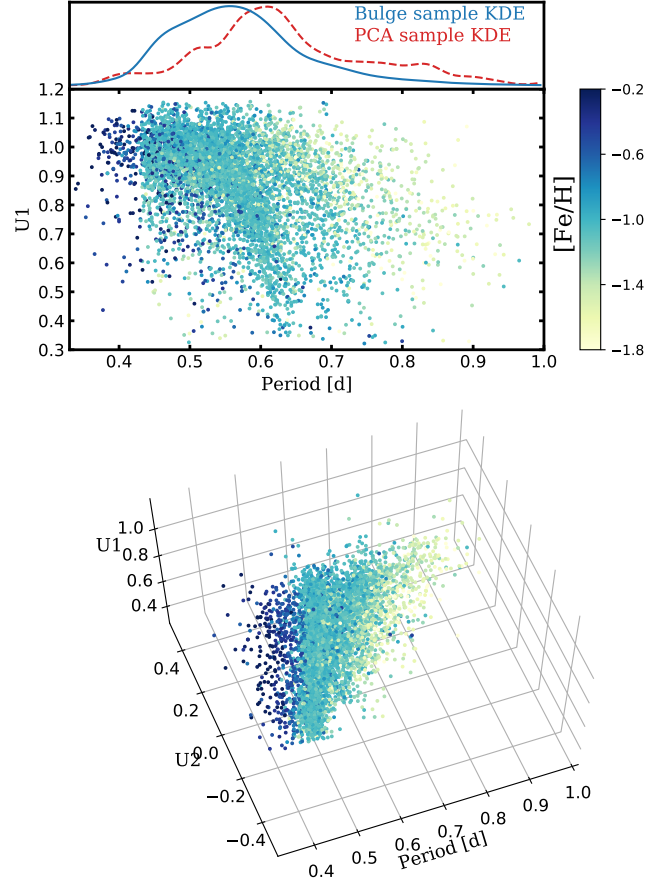 Bulge sample KDE
PCA sample KDE
1.2
1.1
1.0
0.9
0.8
0.7
0.6
0.5
0.4
0.3
U1
0.4 0.5 0.6 0.7 0.8 0.9 1.0
Period [d]
−0.2
−0.6
−1.0
−1.4
−1.8
[Fe/H]
1.0
U1
0.8
0.6
0.4
0.4
0.2
0.0
U2
−0.2
−0.4
0.4 0.5 0.6 0.7 0.8 0.9 1.0
Period [d]